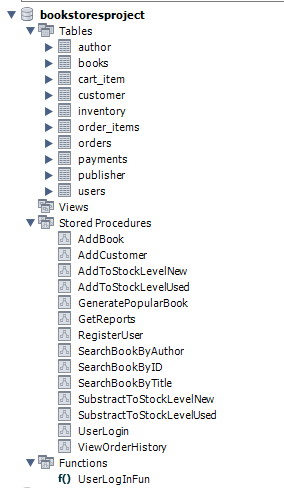 bookstoresproject
Tables
author
books
cart_item
customer
inventory
order_items
orders
payments
publisher
users
Views
Stored Procedures
AddBook
AddCustomer
AddToStockLevelNew
AddToStockLevelUsed
GeneratePopularBook
GetReports
RegisterUser
SearchBookByAuthor
SearchBookByID
SearchBookByTitle
SubstractToStockLevelNew
SubstractToStockLevelUsed
UserLogin
ViewOrderHistory
Functions
f() UserLogInFun